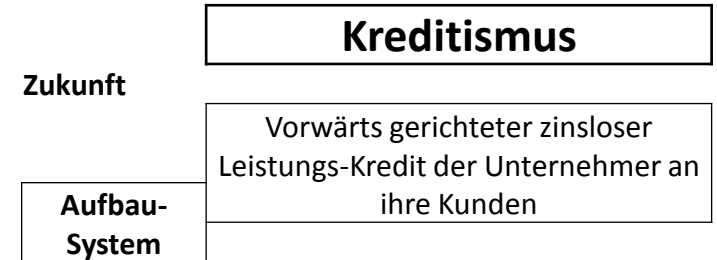 Kreditismus
Zukunft
Vorwärts gerichteter zinsloser
Leistungs-Kredit der Unternehmer an
ihre Kunden
Aufbau-
System